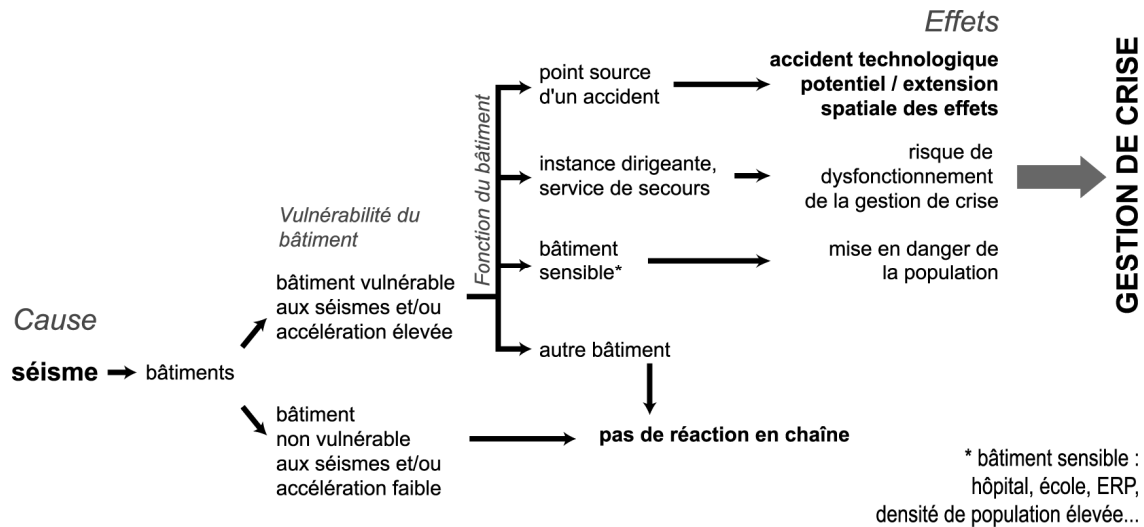 Effets
accident technologique
potentiel / extension
spatiale des effets
point source
d'un accident
Fonction du bâtiment
instance dirigeante,
service de secours
risque de
dysfonctionnement
de la gestion de crise
GESTION DE CRISE
Vulnérabilité du
bâtiment
bâtiment
sensible*
mise en danger de
la population
bâtiment vulnérable
aux séismes et/ou
accélération élevée
Cause
séisme
bâtiments
autre bâtiment
bâtiment
non vulnérable
aux séismes et/ou
accélération faible
pas de réaction en chaîne
* bâtiment sensible :
hôpital, école, ERP,
densité de population élevée...